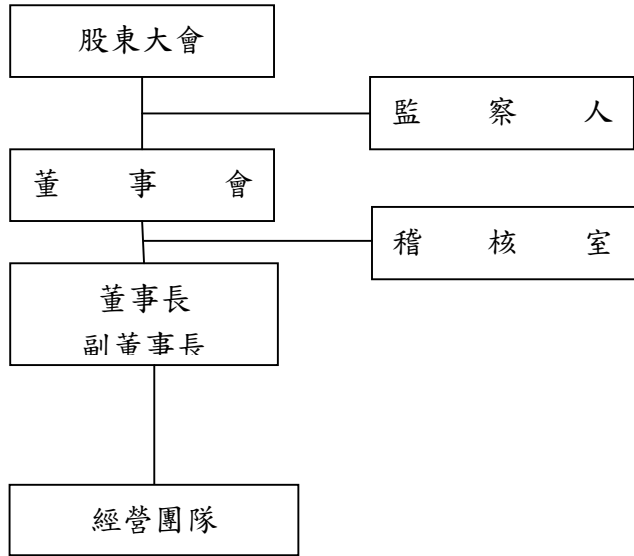 股東大會
監察人
董事會
稽核室
董事長
副董事長
經營團隊